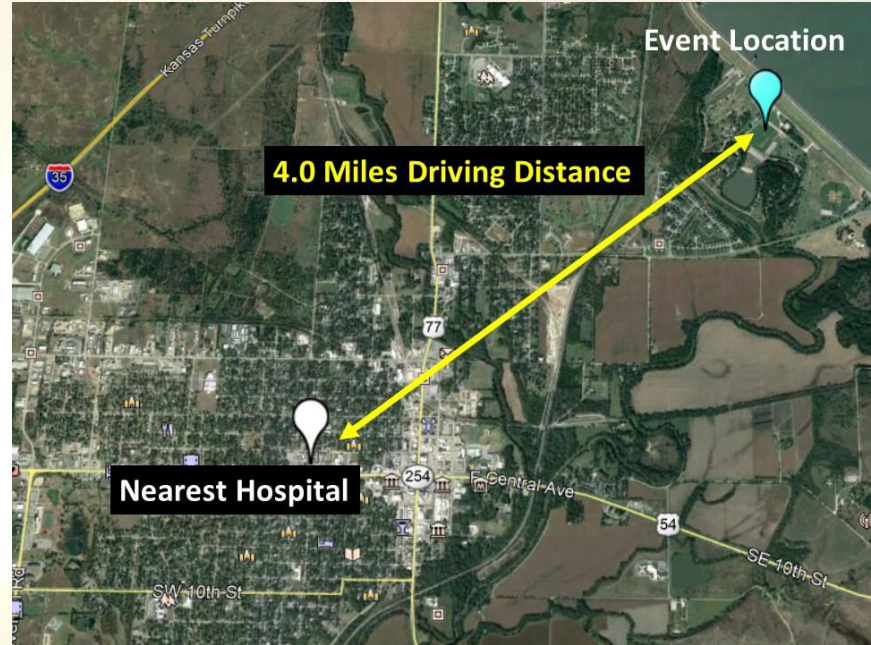 Kansas Turnpik
Event Location
35
4.0 Miles Driving Distance
77
Nearest Hospital
254
E Central Ave
54
SE 10th St
SW 10th St